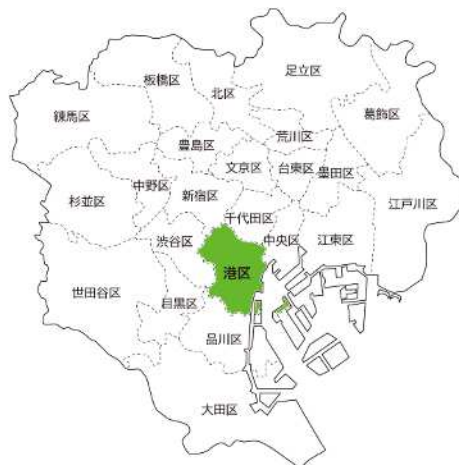 足立区
板橋区
北区
葛飾区
練馬区
荒川区
豊島区
文京区
台東区
墨田区
中野区
杉並区
新宿区
江戸川区
千代田区
渋谷区
中央区
江東区
港区
世田谷区
目黒区
品川区
大田区